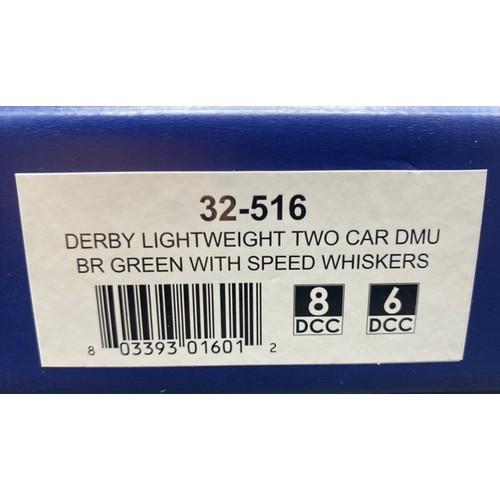 32-516
DERBY LIGHTWEIGHT TWO CAR DMU
BR GREEN WITH SPEED WHISKERS
8 DCC
6 DCC
8 03393 01601 2